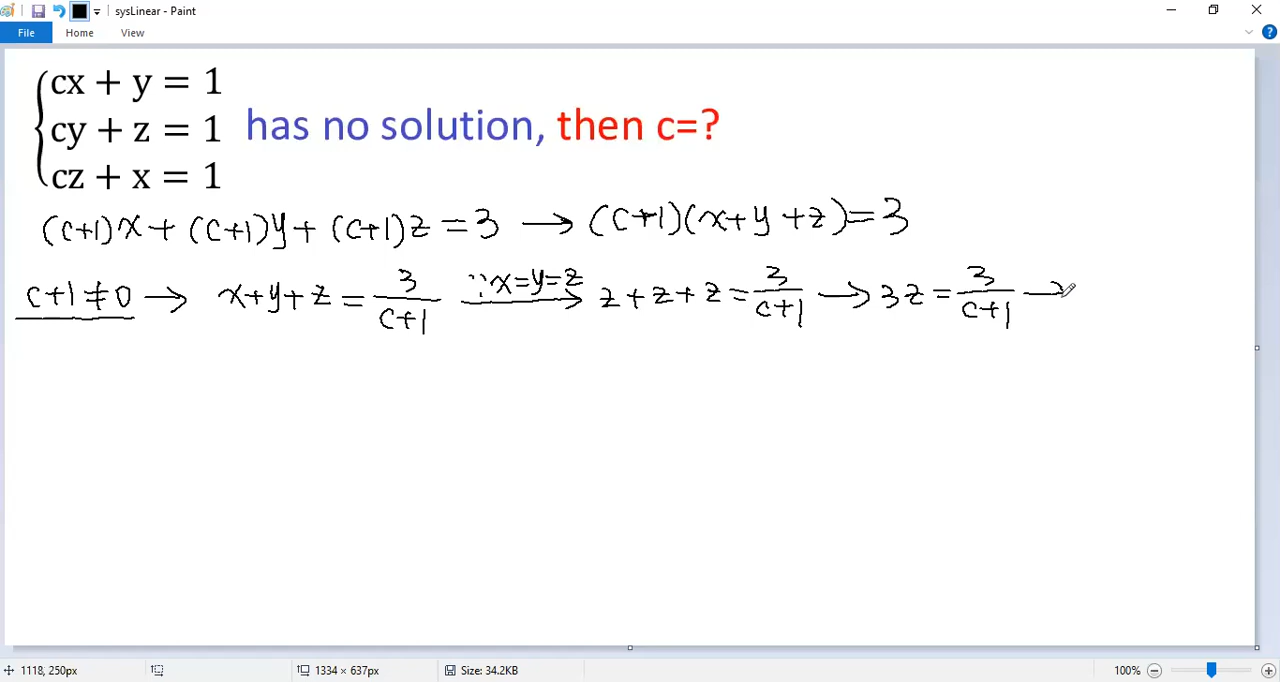 sysLinear - Paint
File Home View
cx + y = 1
cy + z = 1 has no solution, then c=?
cz + x = 1
(c+1)x + (c+1)y + (c+1)z = 3 → (c+1)(x+y+z)=3
c+1≠0 → x+y+z = 3/(c+1) ∵x=y=z → z+z+z = 3/(c+1) → 3z = 3/(c+1) →
1118, 250px 1334 × 637px Size: 34.2KB 100%